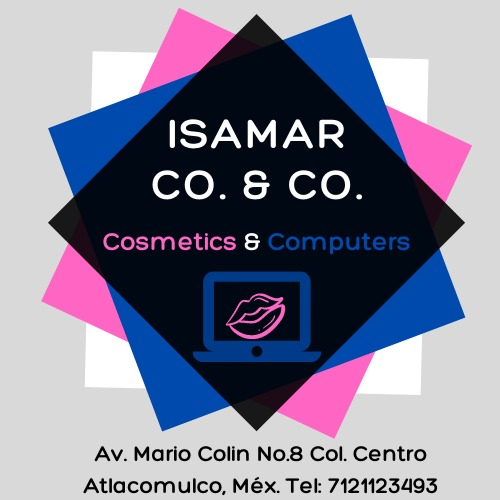 ISAMAR
CO. & CO.
Cosmetics & Computers
Av. Mario Colin No.8 Col. Centro
Atlacomulco, Méx. Tel: 7121123493